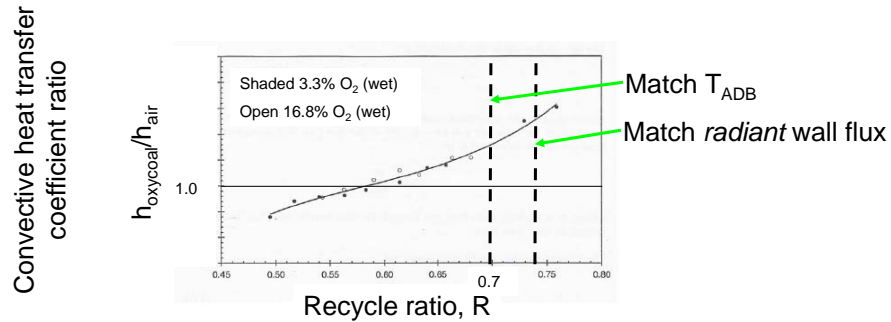 Convective heat transfer
coefficient ratio
h_oxycoal/h_air
Shaded 3.3% O₂ (wet)
Open 16.8% O₂ (wet)
1.0
0.45
0.50
0.55
0.60
0.65
0.7
0.75
0.80
Recycle ratio, R
Match T_ADB
Match radiant wall flux